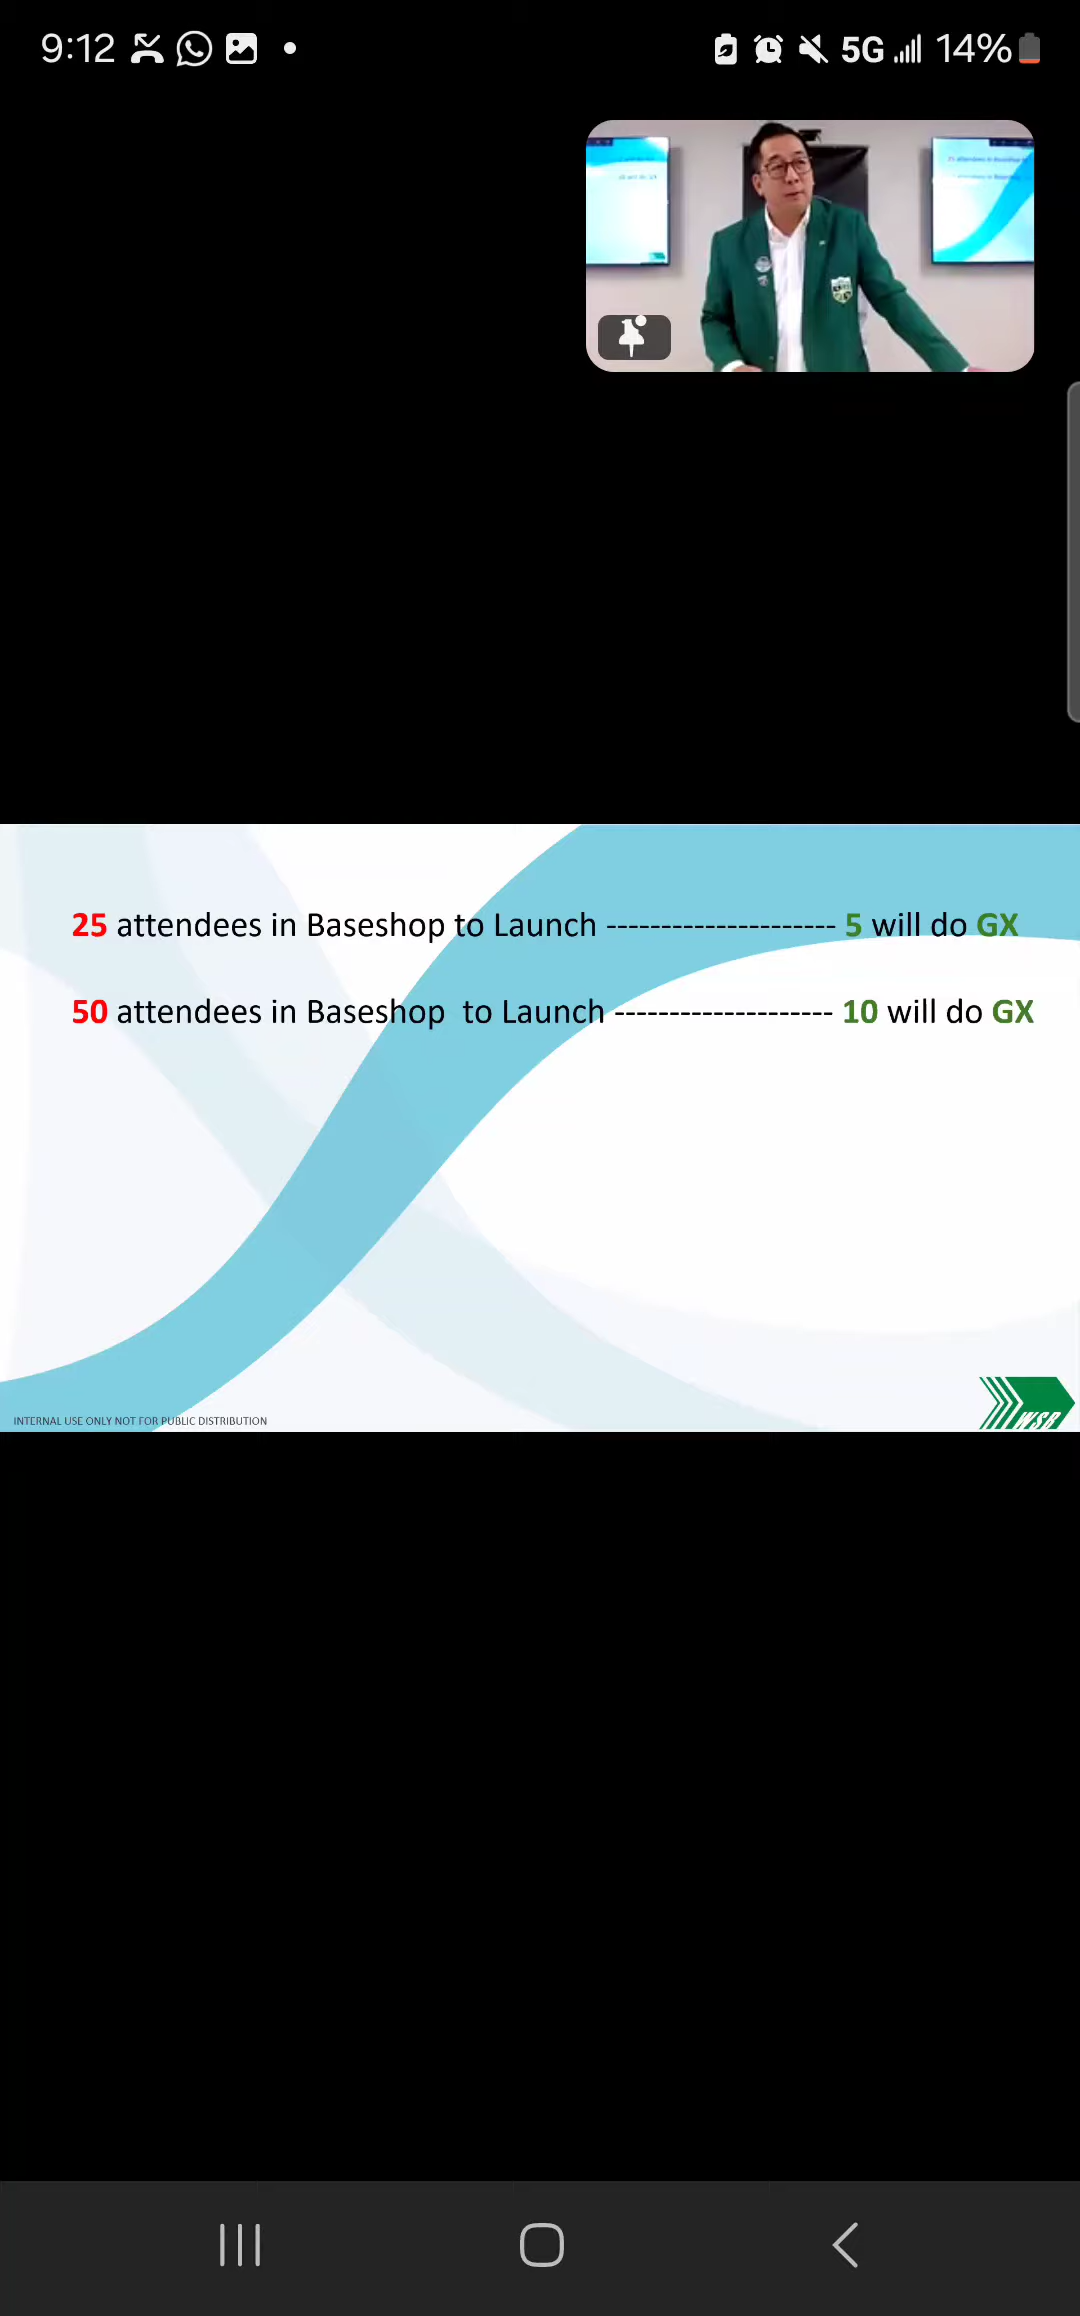 9:12
5G 14%
25 attendees in Baseshop to Launch --------------------- 5 will do GX
50 attendees in Baseshop  to Launch -------------------- 10 will do GX
INTERNAL USE ONLY NOT FOR PUBLIC DISTRIBUTION
WSB